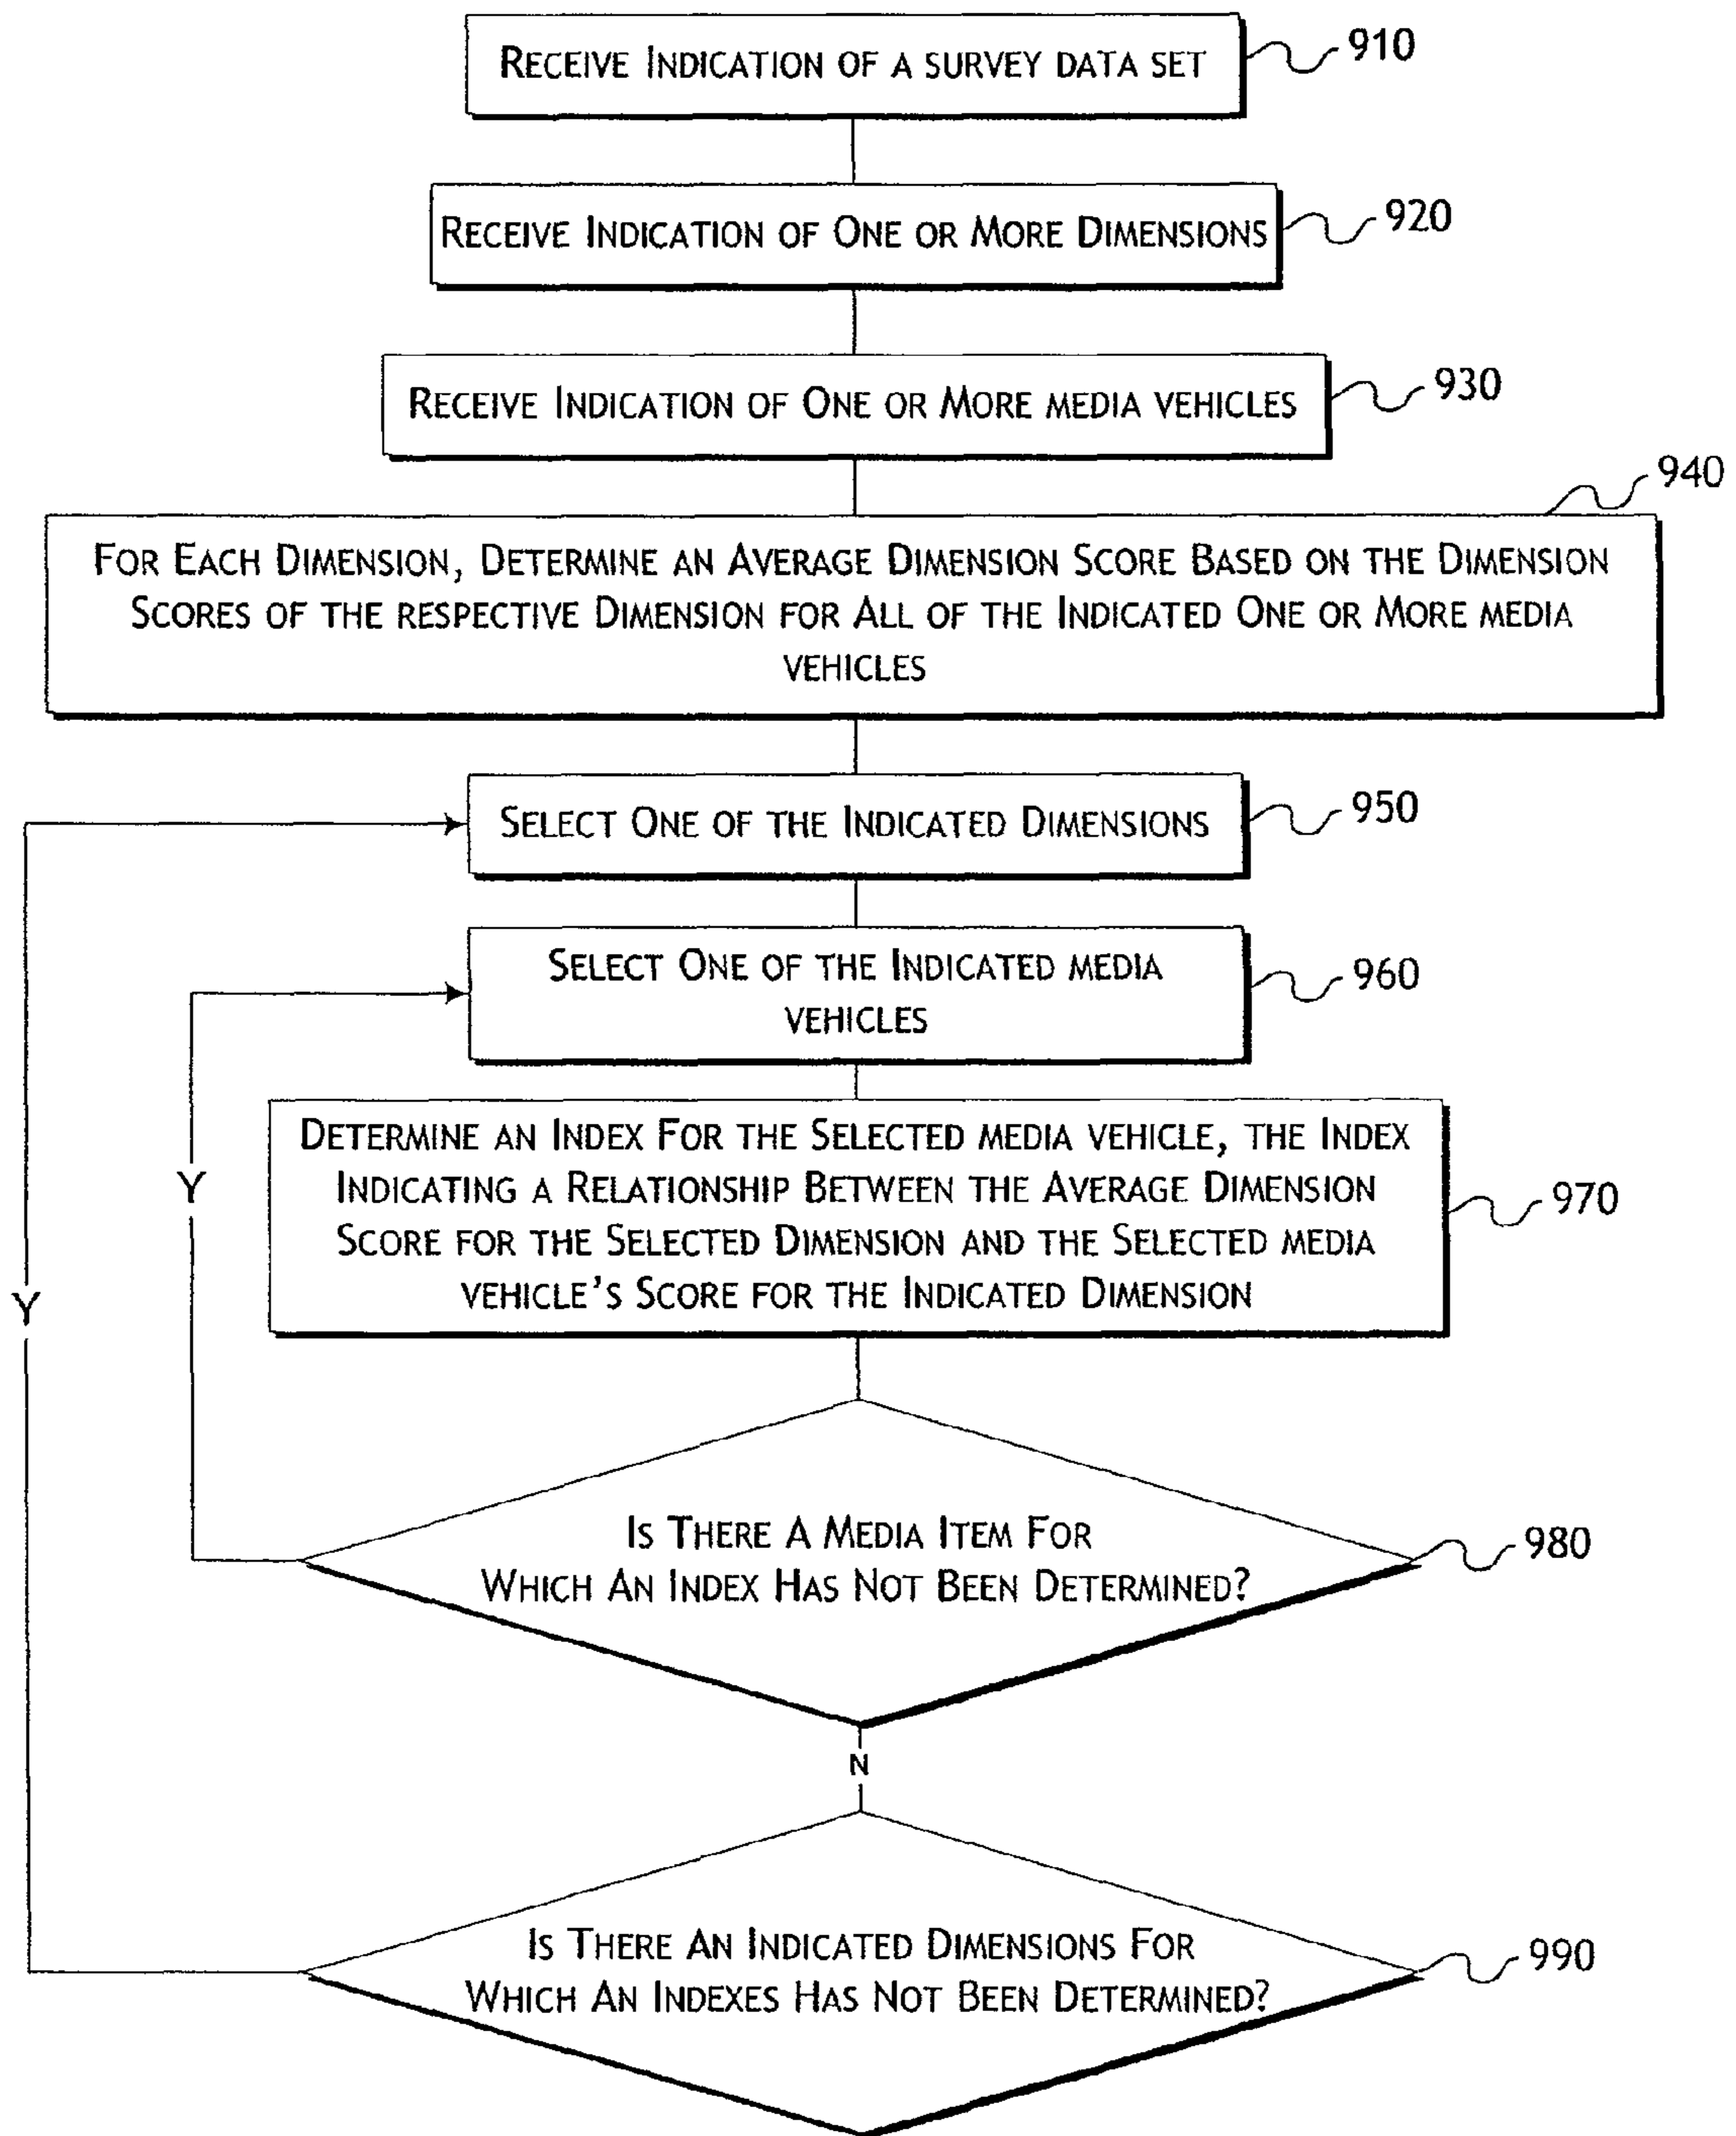 RECEIVE INDICATION OF A SURVEY DATA SET
910
RECEIVE INDICATION OF ONE OR MORE DIMENSIONS
920
RECEIVE INDICATION OF ONE OR MORE MEDIA VEHICLES
930
940
FOR EACH DIMENSION, DETERMINE AN AVERAGE DIMENSION SCORE BASED ON THE DIMENSION
SCORES OF THE RESPECTIVE DIMENSION FOR ALL OF THE INDICATED ONE OR MORE MEDIA
VEHICLES
SELECT ONE OF THE INDICATED DIMENSIONS
950
SELECT ONE OF THE INDICATED MEDIA
VEHICLES
960
DETERMINE AN INDEX FOR THE SELECTED MEDIA VEHICLE, THE INDEX
INDICATING A RELATIONSHIP BETWEEN THE AVERAGE DIMENSION
SCORE FOR THE SELECTED DIMENSION AND THE SELECTED MEDIA
VEHICLE'S SCORE FOR THE INDICATED DIMENSION
970
Y
Y
IS THERE A MEDIA ITEM FOR
WHICH AN INDEX HAS NOT BEEN DETERMINED?
980
N
IS THERE AN INDICATED DIMENSIONS FOR
WHICH AN INDEXES HAS NOT BEEN DETERMINED?
990